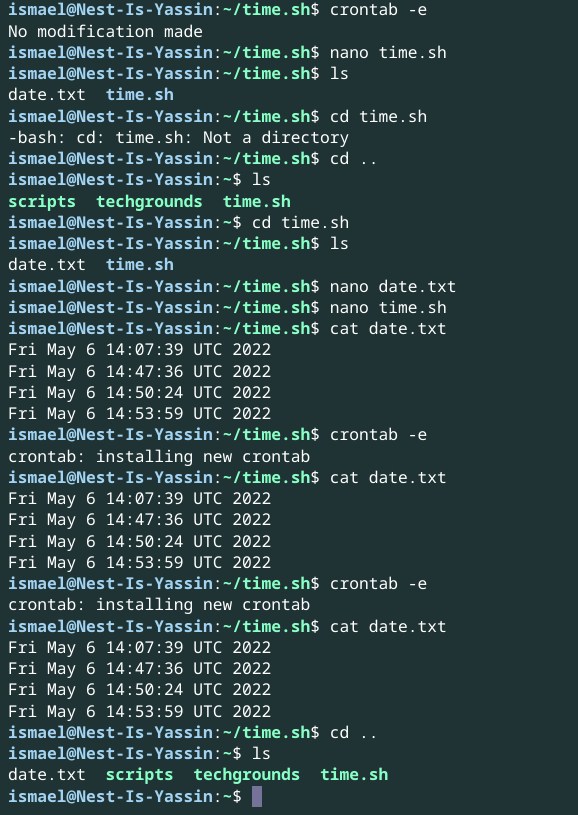 ismael@Nest-Is-Yassin:~/time.sh$ crontab -e
No modification made
ismael@Nest-Is-Yassin:~/time.sh$ nano time.sh
ismael@Nest-Is-Yassin:~/time.sh$ ls
date.txt  time.sh
ismael@Nest-Is-Yassin:~/time.sh$ cd time.sh
-bash: cd: time.sh: Not a directory
ismael@Nest-Is-Yassin:~/time.sh$ cd ..
ismael@Nest-Is-Yassin:~$ ls
scripts  techgrounds  time.sh
ismael@Nest-Is-Yassin:~$ cd time.sh
ismael@Nest-Is-Yassin:~/time.sh$ ls
date.txt  time.sh
ismael@Nest-Is-Yassin:~/time.sh$ nano date.txt
ismael@Nest-Is-Yassin:~/time.sh$ nano time.sh
ismael@Nest-Is-Yassin:~/time.sh$ cat date.txt
Fri May 6 14:07:39 UTC 2022
Fri May 6 14:47:36 UTC 2022
Fri May 6 14:50:24 UTC 2022
Fri May 6 14:53:59 UTC 2022
ismael@Nest-Is-Yassin:~/time.sh$ crontab -e
crontab: installing new crontab
ismael@Nest-Is-Yassin:~/time.sh$ cat date.txt
Fri May 6 14:07:39 UTC 2022
Fri May 6 14:47:36 UTC 2022
Fri May 6 14:50:24 UTC 2022
Fri May 6 14:53:59 UTC 2022
ismael@Nest-Is-Yassin:~/time.sh$ crontab -e
crontab: installing new crontab
ismael@Nest-Is-Yassin:~/time.sh$ cat date.txt
Fri May 6 14:07:39 UTC 2022
Fri May 6 14:47:36 UTC 2022
Fri May 6 14:50:24 UTC 2022
Fri May 6 14:53:59 UTC 2022
ismael@Nest-Is-Yassin:~/time.sh$ cd ..
ismael@Nest-Is-Yassin:~$ ls
date.txt  scripts  techgrounds  time.sh
ismael@Nest-Is-Yassin:~$